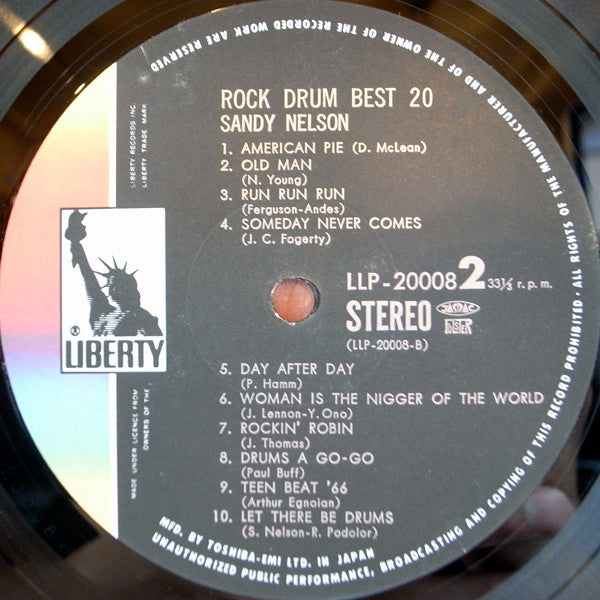 ROCK DRUM BEST 20
SANDY NELSON
1. AMERICAN PIE (D. McLean)
2. OLD MAN
(N. Young)
3. RUN RUN RUN
(Ferguson-Andes)
4. SOMEDAY NEVER COMES
(J. C. Fogerty)
LLP-20008 2 33⅓ r. p. m.
STEREO
(LLP-20008-B)
5. DAY AFTER DAY
(P. Hamm)
6. WOMAN IS THE NIGGER OF THE WORLD
(J. Lennon-Y. Ono)
7. ROCKIN' ROBIN
(J. Thomas)
8. DRUMS A GO-GO
(Paul Buff)
9. TEEN BEAT '66
(Arthur Egnoian)
10. LET THERE BE DRUMS
(S. Nelson-R. Podolor)
® LIBERTY
LIBERTY RECORDS INC.
LIBERTY TRADE MARK
MADE UNDER LICENCE FROM
OWNERS OF THE
MFD. BY TOSHIBA-EMI LTD. IN JAPAN
ALL RIGHTS OF THE MANUFACTURER AND OF THE OWNER OF THE RECORDED WORK ARE RESERVED
UNAUTHORIZED PUBLIC PERFORMANCE, BROADCASTING AND COPYING OF THIS RECORD PROHIBITED·